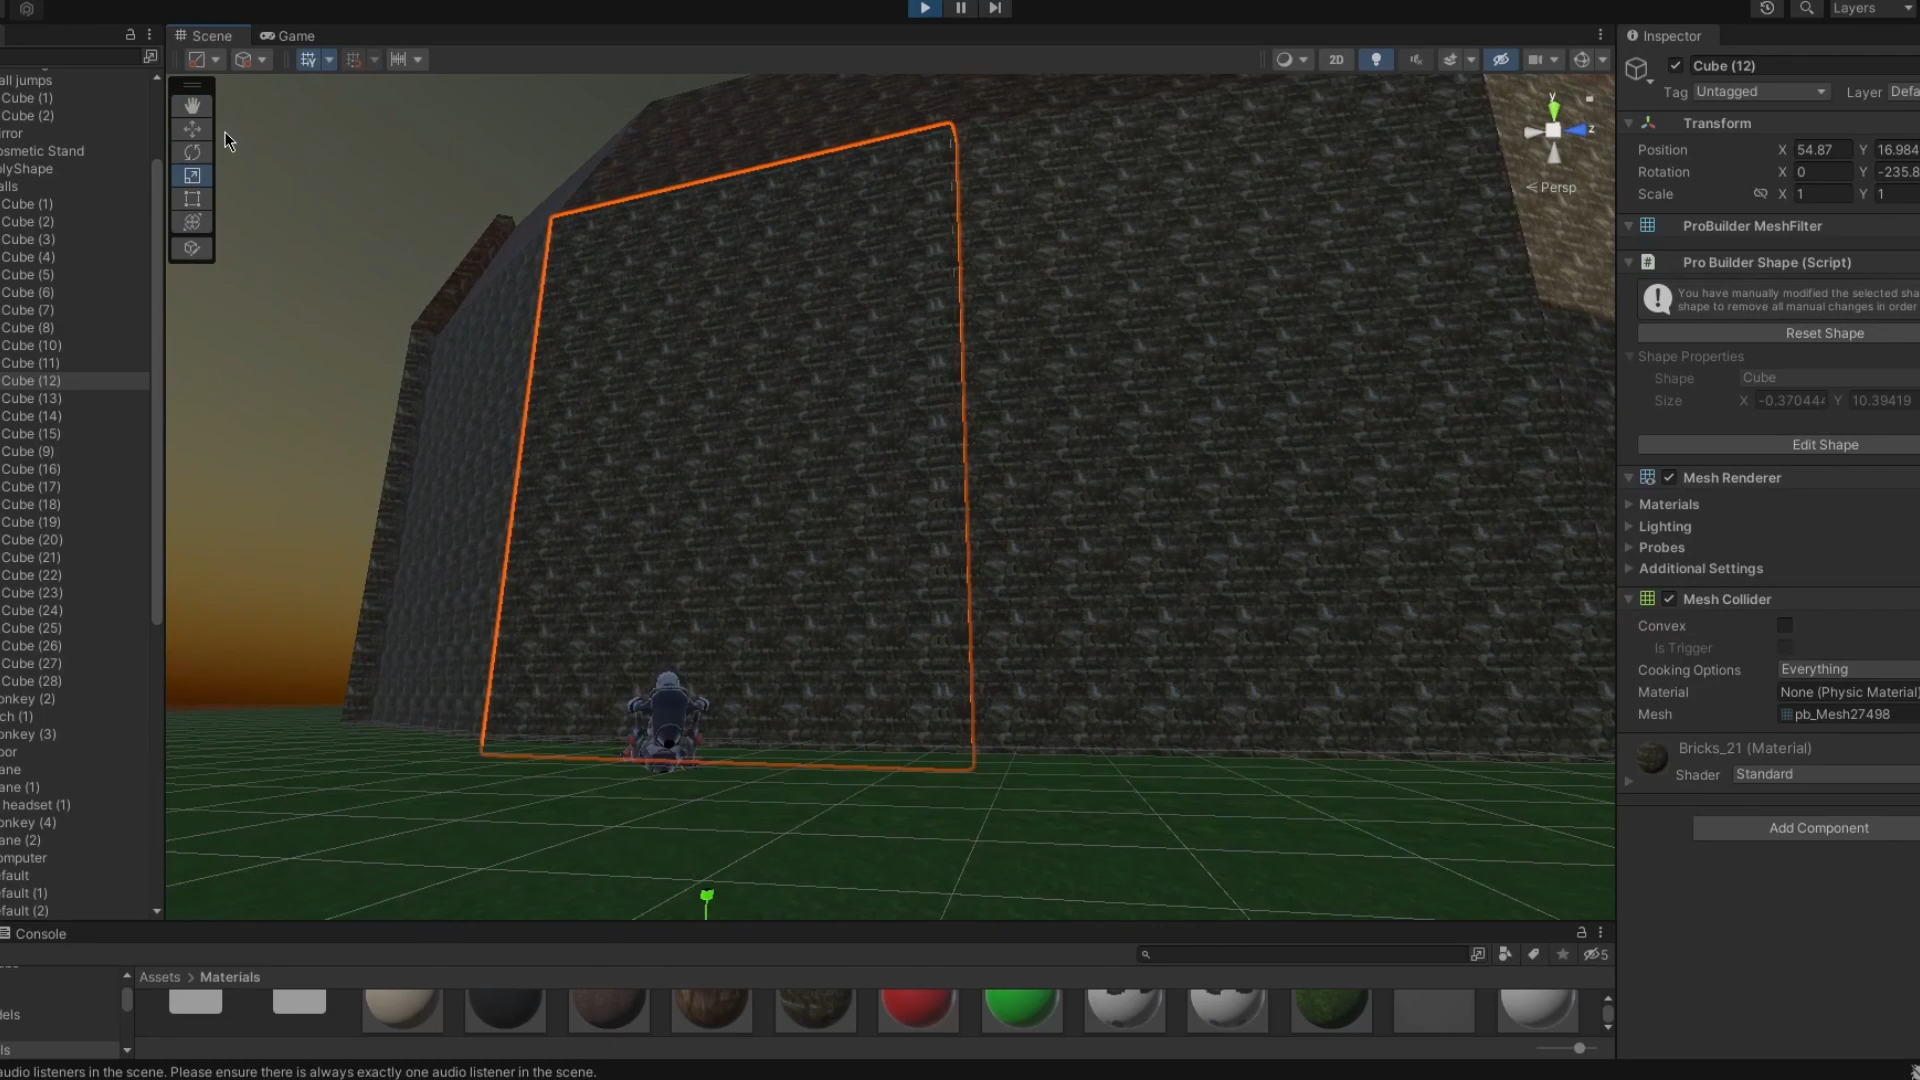 Layers
Scene
Game
Inspector
2D
Cube (12)
Tag Untagged Layer Defa
all jumps
Cube (1)
Cube (2)
irror
osmetic Stand
olyShape
alls
Cube (1)
Cube (2)
Cube (3)
Cube (4)
Cube (5)
Cube (6)
Cube (7)
Cube (8)
Cube (10)
Cube (11)
Cube (12)
Cube (13)
Cube (14)
Cube (15)
Cube (9)
Cube (16)
Cube (17)
Cube (18)
Cube (19)
Cube (20)
Cube (21)
Cube (22)
Cube (23)
Cube (24)
Cube (25)
Cube (26)
Cube (27)
Cube (28)
onkey (2)
ch (1)
onkey (3)
oor
ane
ane (1)
headset (1)
onkey (4)
ane (2)
omputer
efault
efault (1)
efault (2)
y
z
Persp
Transform
Position X 54.87 Y 16.984
Rotation X 0 Y -235.8
Scale X 1 Y 1
ProBuilder MeshFilter
Pro Builder Shape (Script)
You have manually modified the selected sha
shape to remove all manual changes in order
Reset Shape
Shape Properties
Shape Cube
Size X -0.370444 Y 10.39419
Edit Shape
Mesh Renderer
Materials
Lighting
Probes
Additional Settings
Mesh Collider
Convex
Is Trigger
Cooking Options Everything
Material None (Physic Material)
Mesh pb_Mesh27498
Bricks_21 (Material)
Shader Standard
Add Component
Console
5
Assets > Materials
dels
ls
audio listeners in the scene. Please ensure there is always exactly one audio listener in the scene.